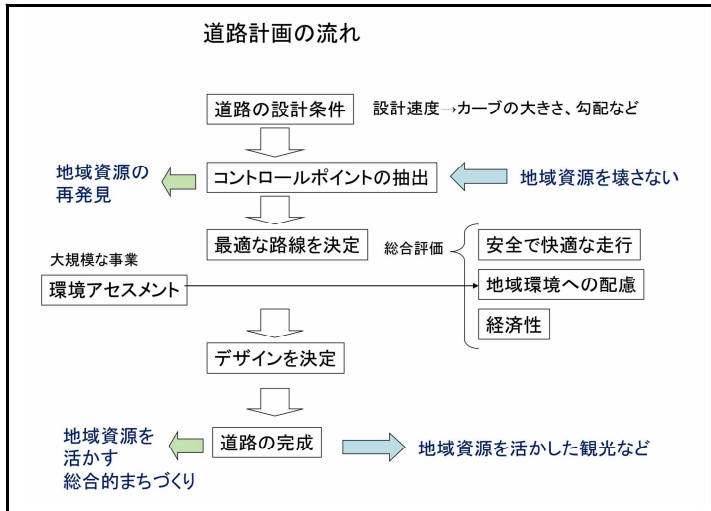 道路計画の流れ
道路の設計条件
設計速度→カーブの大きさ、勾配など
地域資源の
再発見
コントロールポイントの抽出
地域資源を壊さない
最適な路線を決定
総合評価
安全で快適な走行
大規模な事業
環境アセスメント
地域環境への配慮
経済性
デザインを決定
地域資源を
活かす
総合的まちづくり
道路の完成
地域資源を活かした観光など